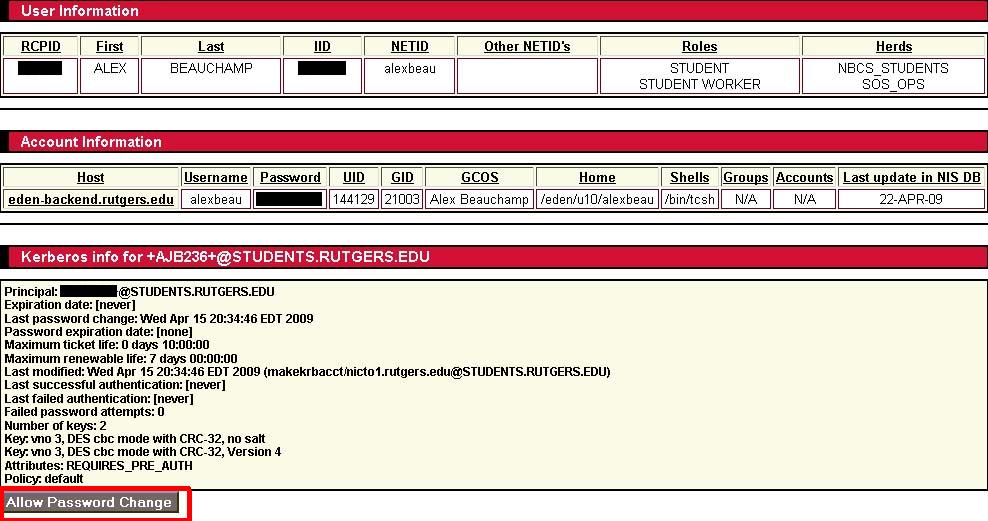 User Information
RCPID First Last IID NETID Other NETID's Roles Herds
ALEX BEAUCHAMP alexbeau STUDENT NBCS_STUDENTS
STUDENT WORKER SOS_OPS
Account Information
Host Username Password UID GID GCOS Home Shells Groups Accounts Last update in NIS DB
eden-backend.rutgers.edu alexbeau 144129 21003 Alex Beauchamp /eden/u10/alexbeau /bin/tcsh N/A N/A 22-APR-09
Kerberos info for +AJB236+@STUDENTS.RUTGERS.EDU
Principal: @STUDENTS.RUTGERS.EDU
Expiration date: [never]
Last password change: Wed Apr 15 20:34:46 EDT 2009
Password expiration date: [none]
Maximum ticket life: 0 days 10:00:00
Maximum renewable life: 7 days 00:00:00
Last modified: Wed Apr 15 20:34:46 EDT 2009 (makekrbacct/nicto1.rutgers.edu@STUDENTS.RUTGERS.EDU)
Last successful authentication: [never]
Last failed authentication: [never]
Failed password attempts: 0
Number of keys: 2
Key: vno 3, DES cbc mode with CRC-32, no salt
Key: vno 3, DES cbc mode with CRC-32, Version 4
Attributes: REQUIRES_PRE_AUTH
Policy: default
Allow Password Change